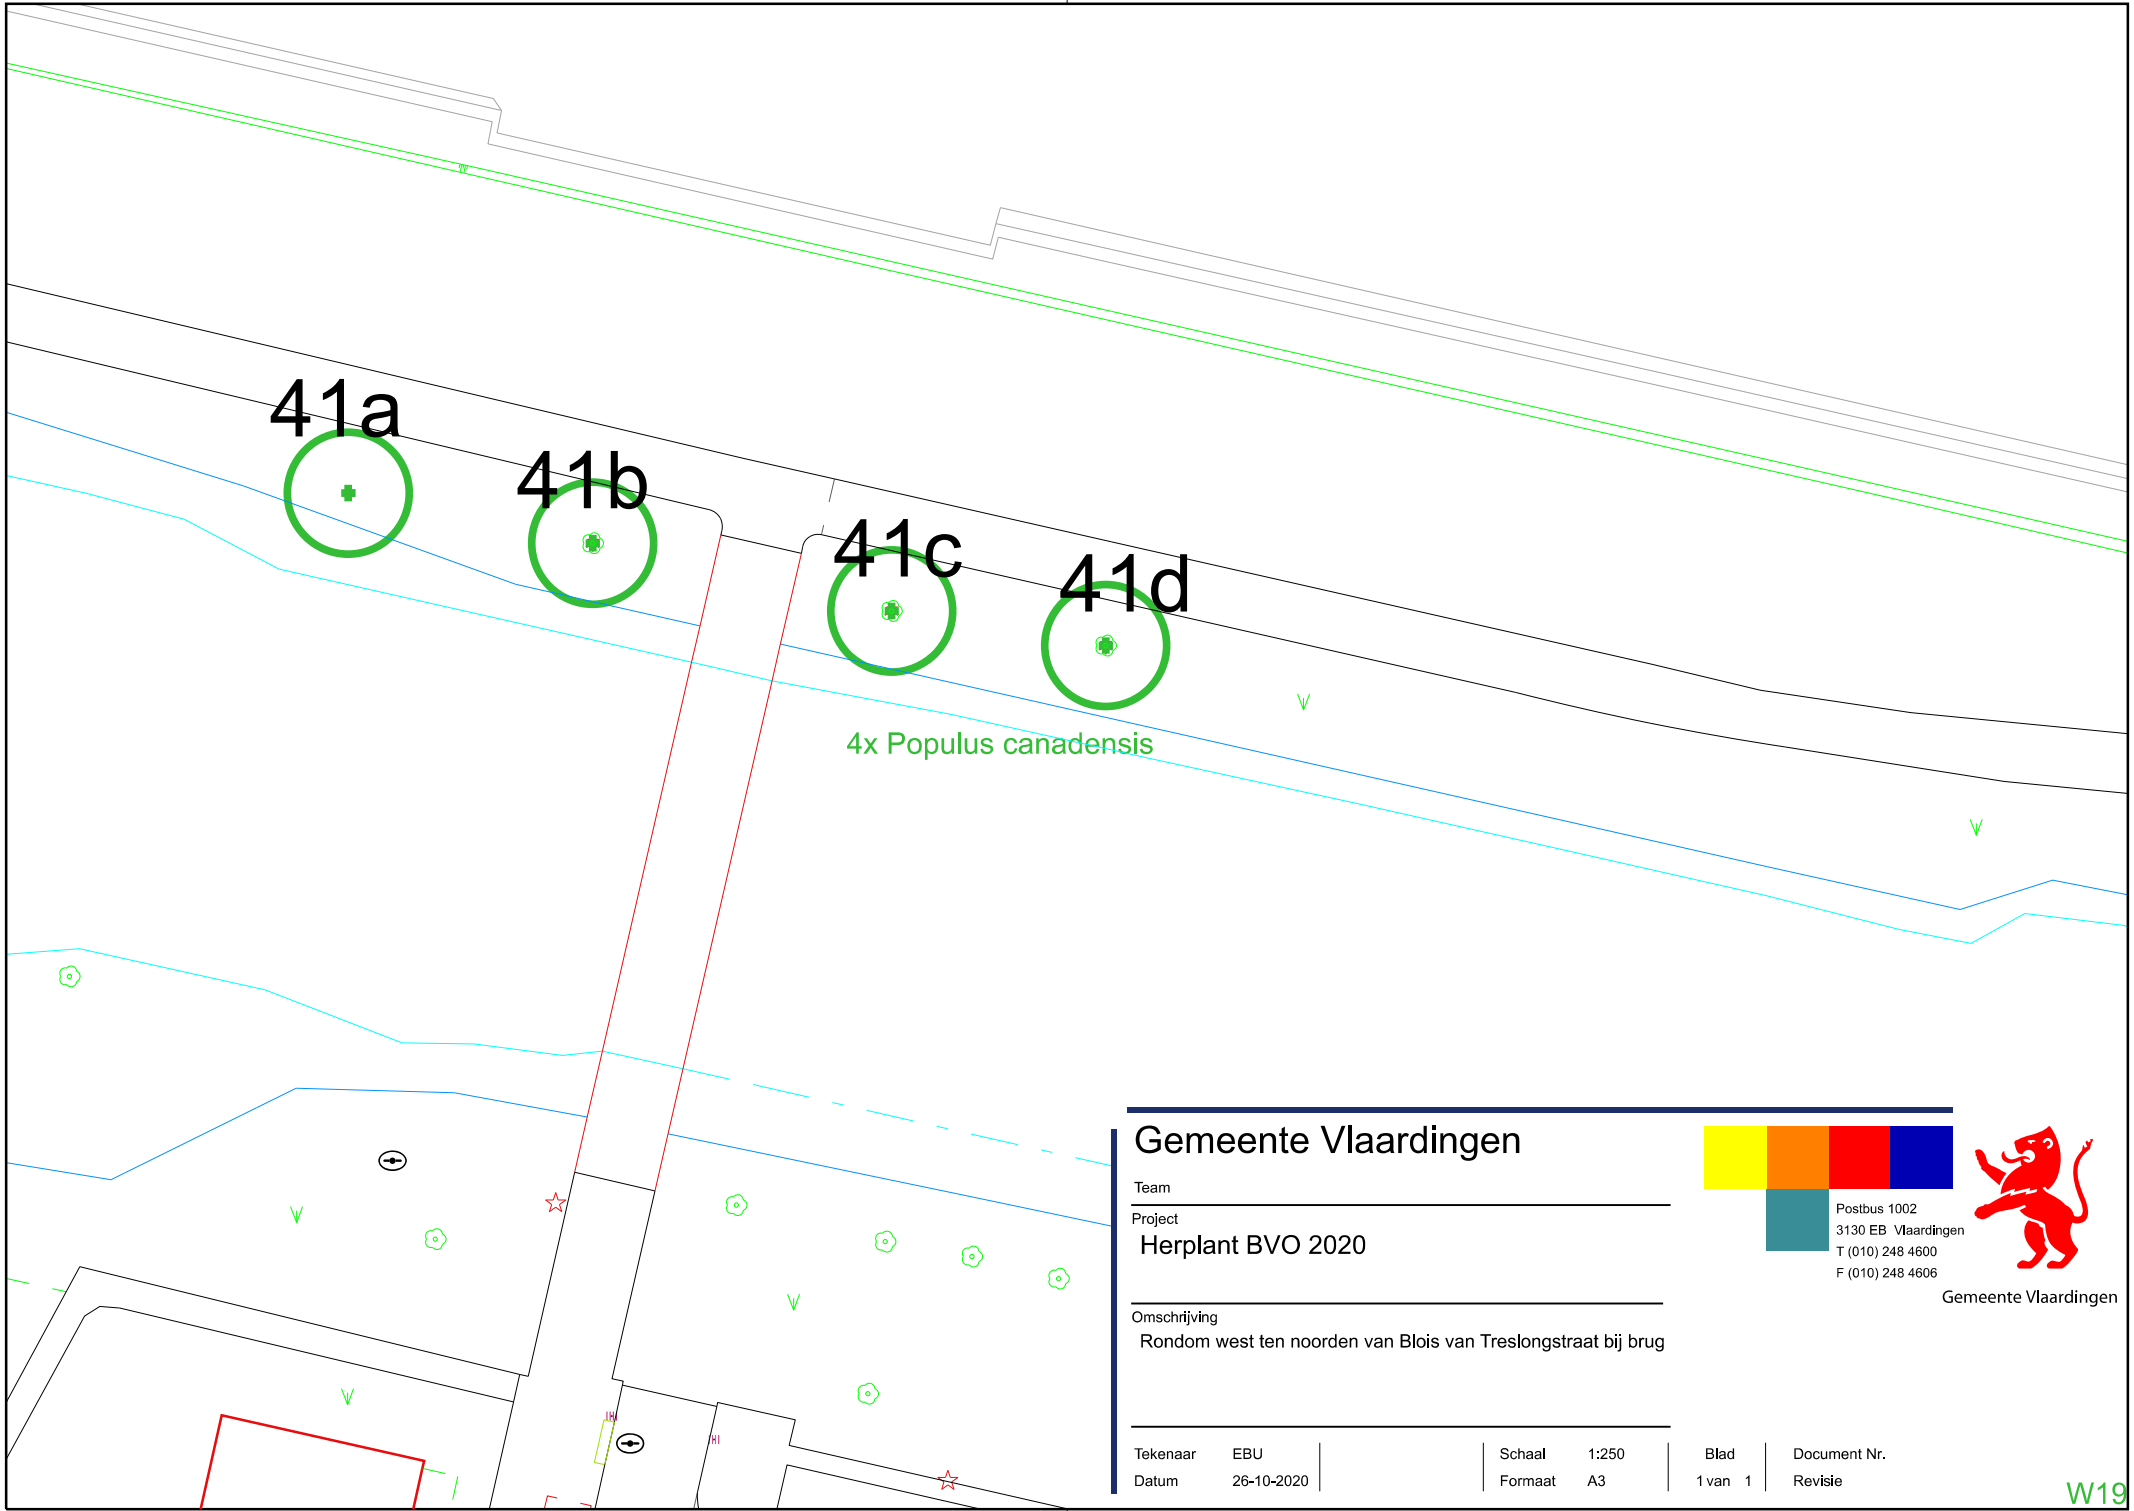 41a
41b
41c
41d
4x Populus canadensis
Gemeente Vlaardingen
Team
Project
Herplant BVO 2020
Omschrijving
Rondom west ten noorden van Blois van Treslongstraat bij brug
Postbus 1002
3130 EB Vlaardingen
T (010) 248 4600
F (010) 248 4606
Gemeente Vlaardingen
Tekenaar EBU Schaal 1:250 Blad Document Nr.
Datum 26-10-2020 Formaat A3 1 van 1 Revisie
W19